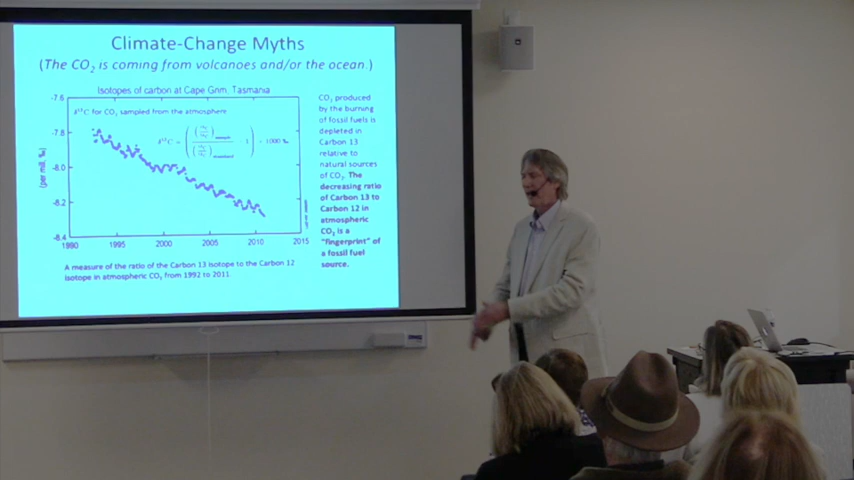 Climate-Change Myths
(The CO₂ is coming from volcanoes and/or the ocean.)
Isotopes of carbon at Cape Grim, Tasmania
δ¹³C for CO₂ sampled from the atmosphere
δ¹³C = ( - 1 ) × 1000 ‰
(per mill, ‰)
-7.6
-7.8
-8.0
-8.2
-8.4
1990 1995 2000 2005 2010 2015
A measure of the ratio of the Carbon 13 isotope to the Carbon 12
isotope in atmospheric CO₂ from 1992 to 2011
CO₂ produced
by the burning
of fossil fuels is
depleted in
Carbon 13
relative to
natural sources
of CO₂. The
decreasing ratio
of Carbon 13 to
Carbon 12 in
atmospheric
CO₂ is a
"fingerprint" of
a fossil fuel
source.